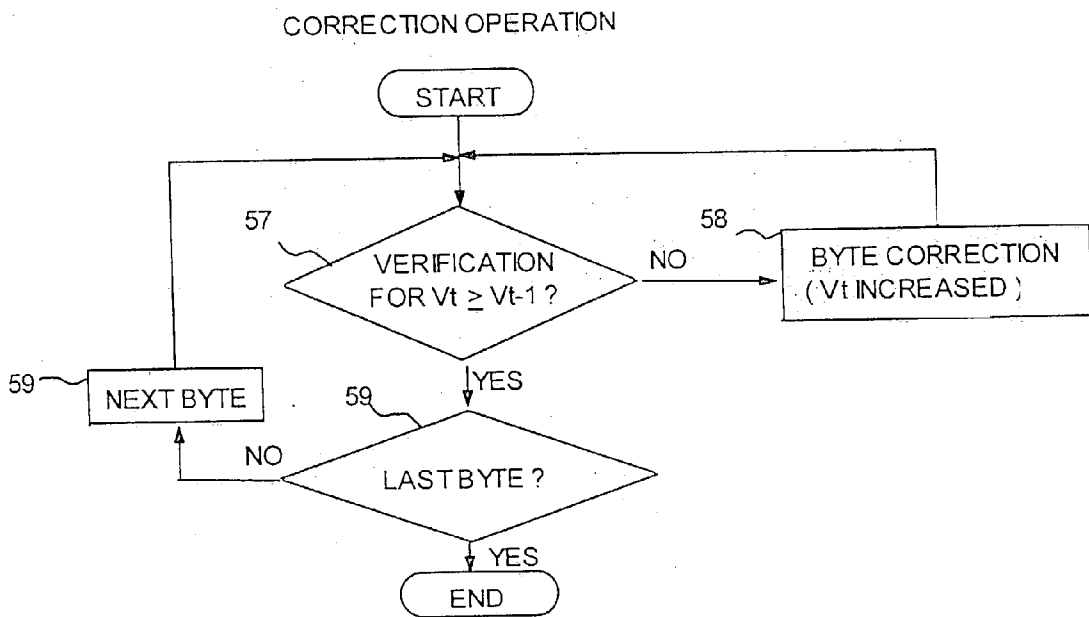 CORRECTION OPERATION
START
57
VERIFICATION
FOR Vt ≥ Vt-1 ?
NO
58
BYTE CORRECTION
( Vt INCREASED )
YES
59
NEXT BYTE
59
NO
LAST BYTE ?
YES
END